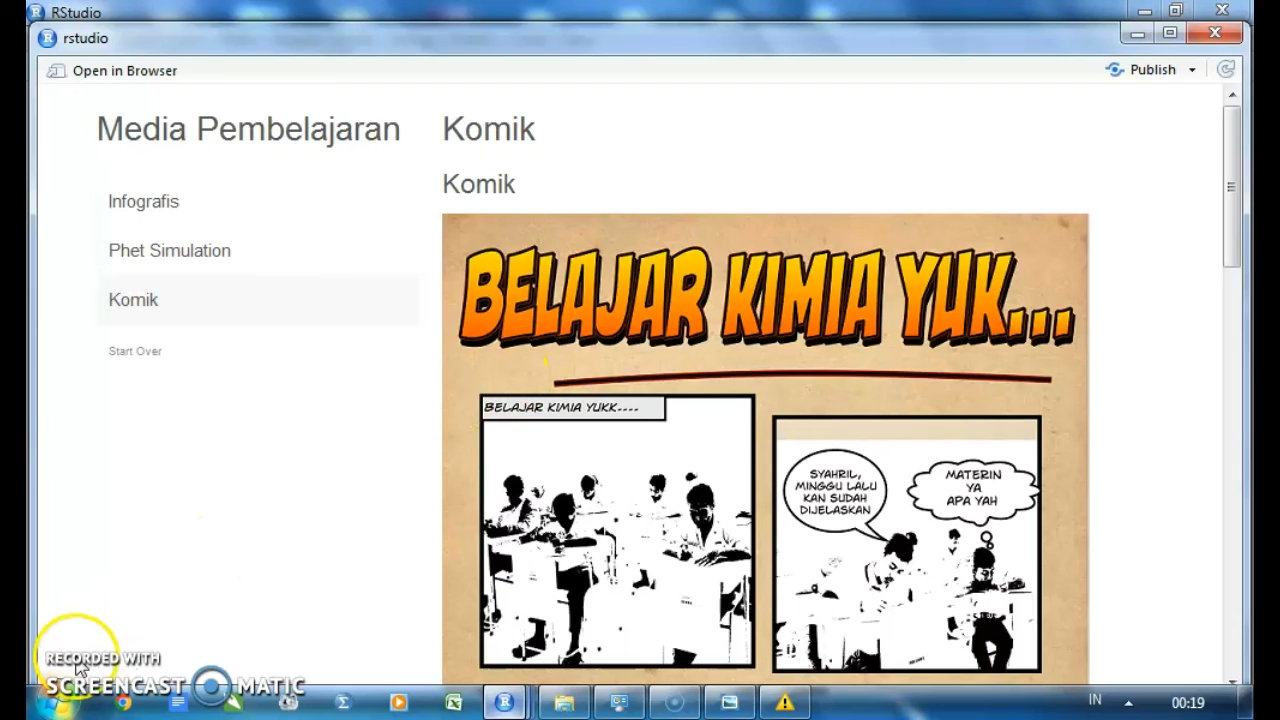 RStudio
rstudio
Open in Browser
Publish
Media Pembelajaran
Infografis
Phet Simulation
Komik
Start Over
Komik
Komik
BELAJAR KIMIA YUK...
BELAJAR KIMIA YUKK----
SYAHRIL,
MINGGU LALU
KAN SUDAH
DIJELASKAN
MATERIN
YA
APA YAH
RECORDED WITH
SCREENCAST MATIC
IN
00:19